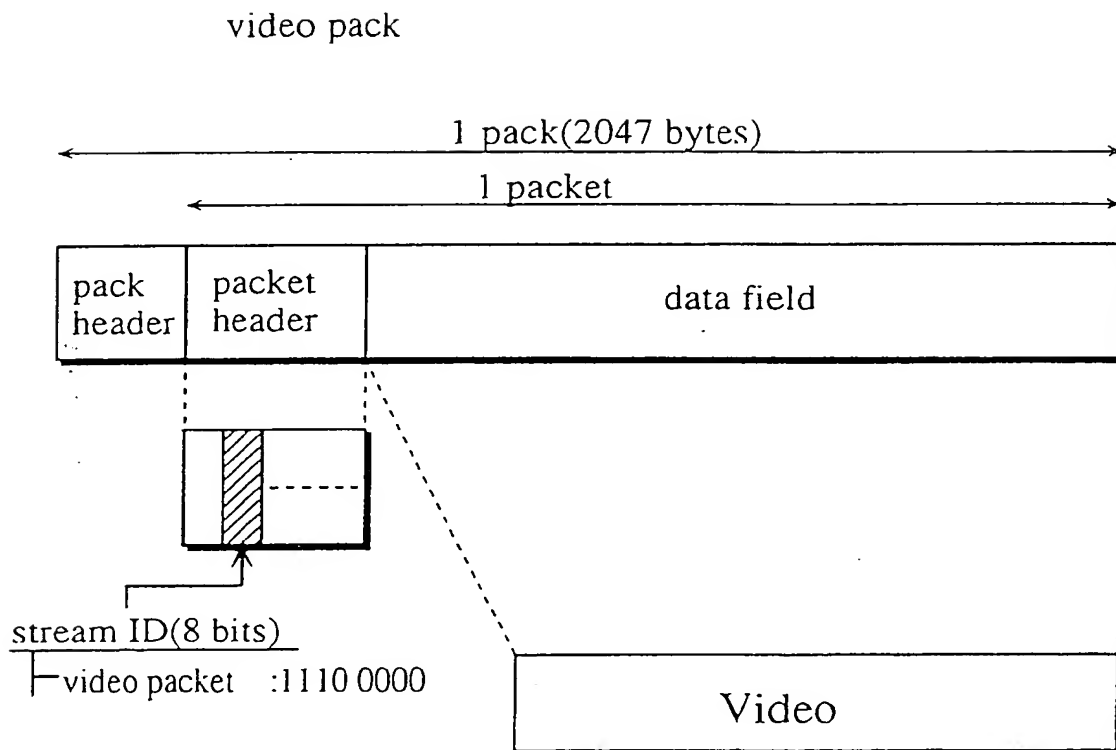 video pack
1 pack(2047 bytes)
1 packet
pack
header
packet
header
data field
stream ID(8 bits)
video packet :1110 0000
Video